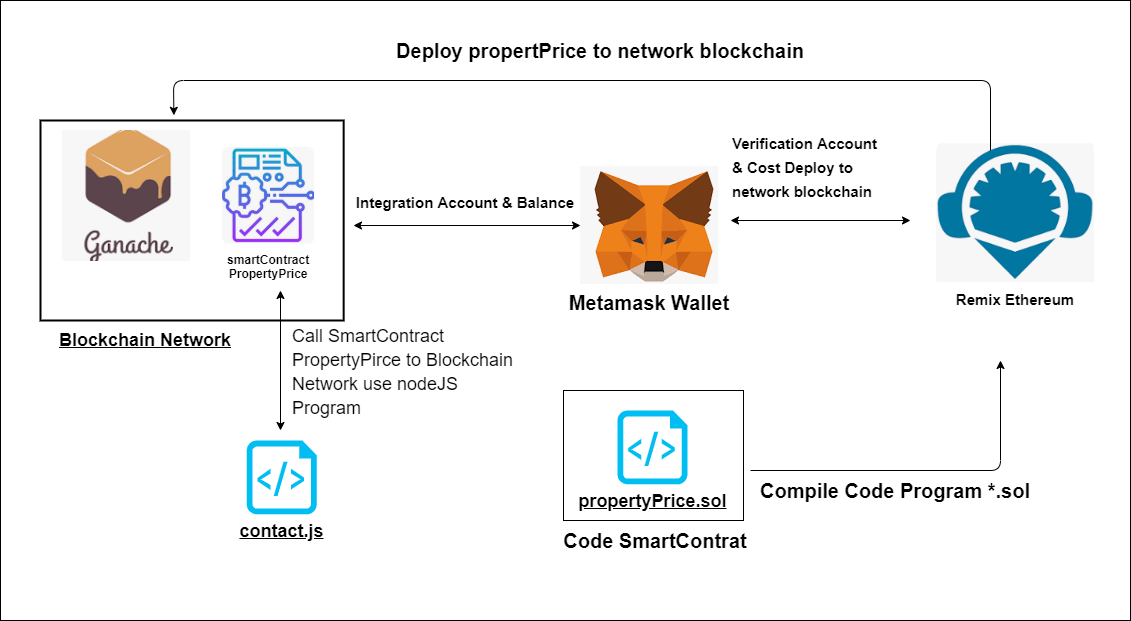 Deploy propertPrice to network blockchain
Ganache
smartContract
PropertyPrice
Blockchain Network
Integration Account & Balance
Metamask Wallet
Verification Account
& Cost Deploy to
network blockchain
Remix Ethereum
Call SmartContract
PropertyPirce to Blockchain
Network use nodeJS
Program
</>
contact.js
</>
propertyPrice.sol
Code SmartContrat
Compile Code Program *.sol